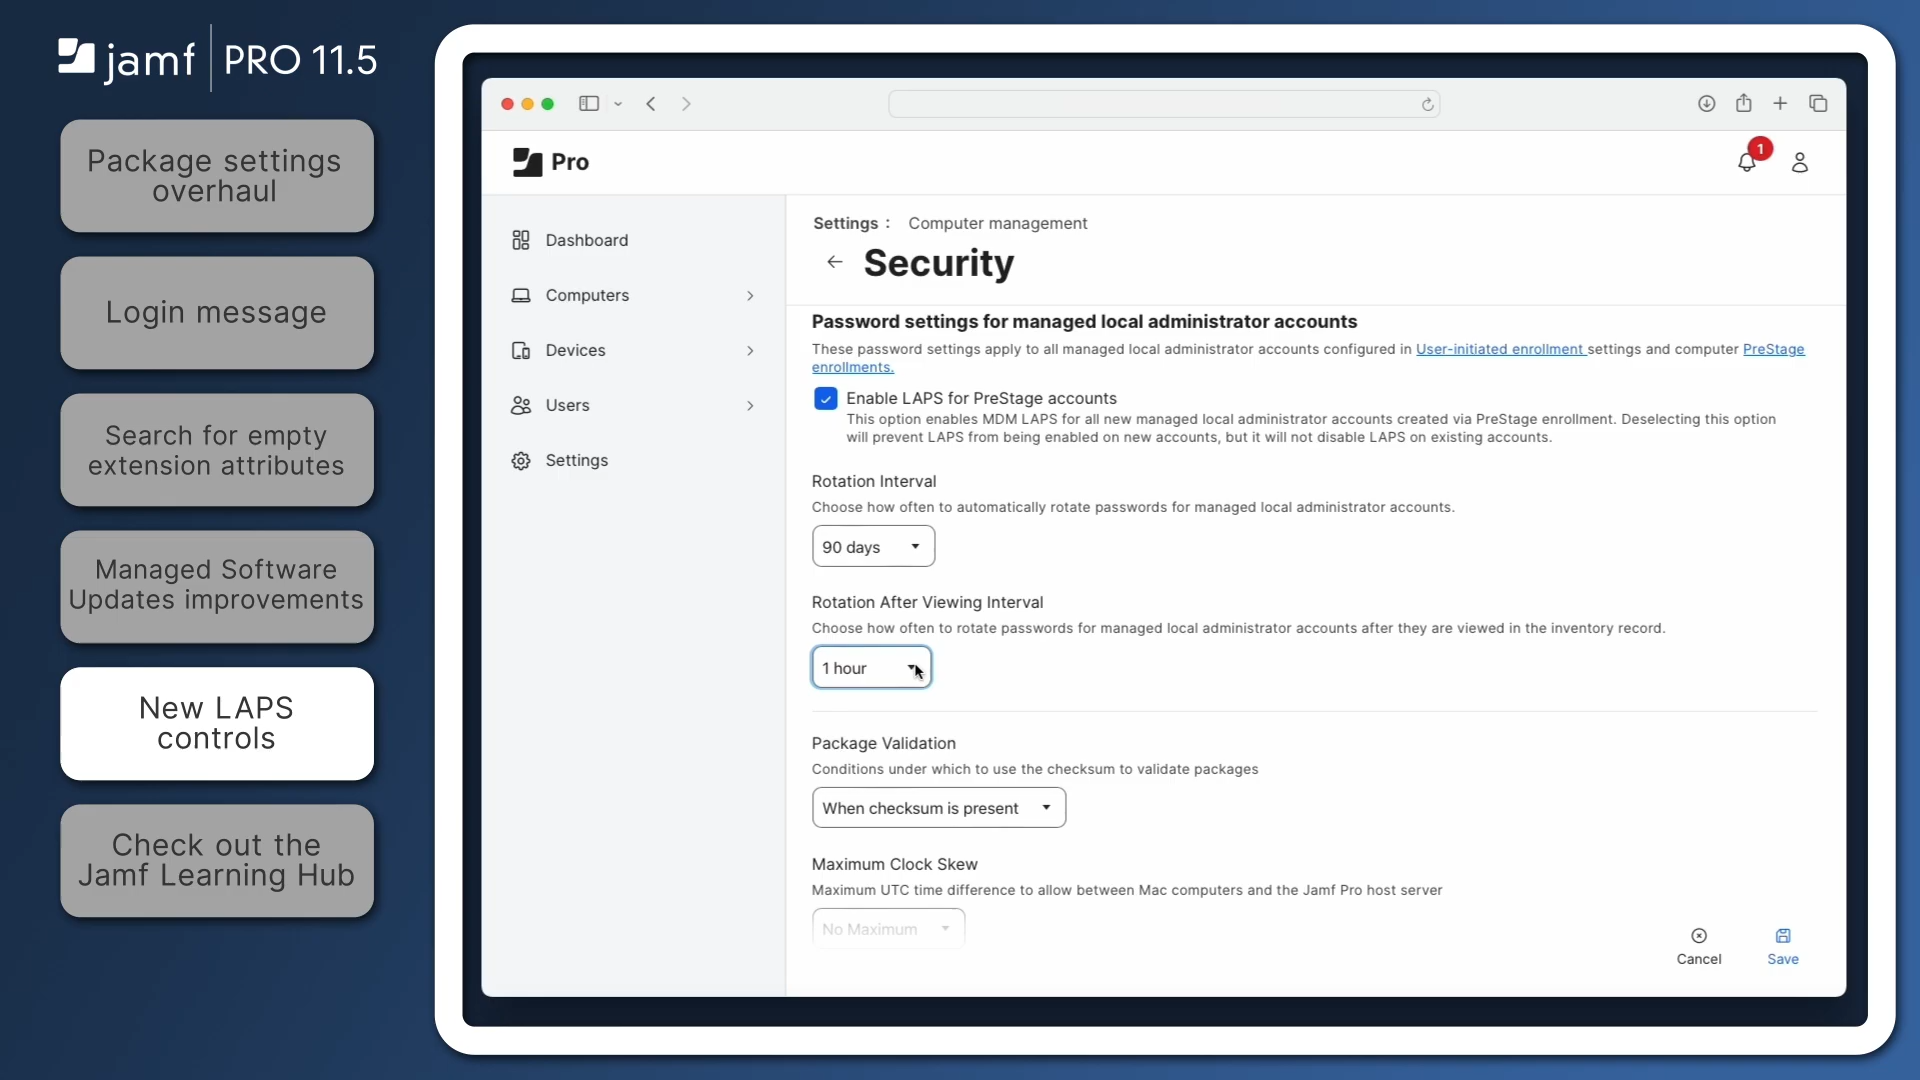 jamf PRO 11.5
Package settings
overhaul
Login message
Search for empty
extension attributes
Managed Software
Updates improvements
New LAPS
controls
Check out the
Jamf Learning Hub
Pro
1
Dashboard
Computers
Devices
Users
Settings
Settings : Computer management
Security
Password settings for managed local administrator accounts
These password settings apply to all managed local administrator accounts configured in User-initiated enrollment settings and computer PreStage
enrollments.
Enable LAPS for PreStage accounts
This option enables MDM LAPS for all new managed local administrator accounts created via PreStage enrollment. Deselecting this option
will prevent LAPS from being enabled on new accounts, but it will not disable LAPS on existing accounts.
Rotation Interval
Choose how often to automatically rotate passwords for managed local administrator accounts.
90 days
Rotation After Viewing Interval
Choose how often to rotate passwords for managed local administrator accounts after they are viewed in the inventory record.
1 hour
Package Validation
Conditions under which to use the checksum to validate packages
When checksum is present
Maximum Clock Skew
Maximum UTC time difference to allow between Mac computers and the Jamf Pro host server
No Maximum
Cancel
Save